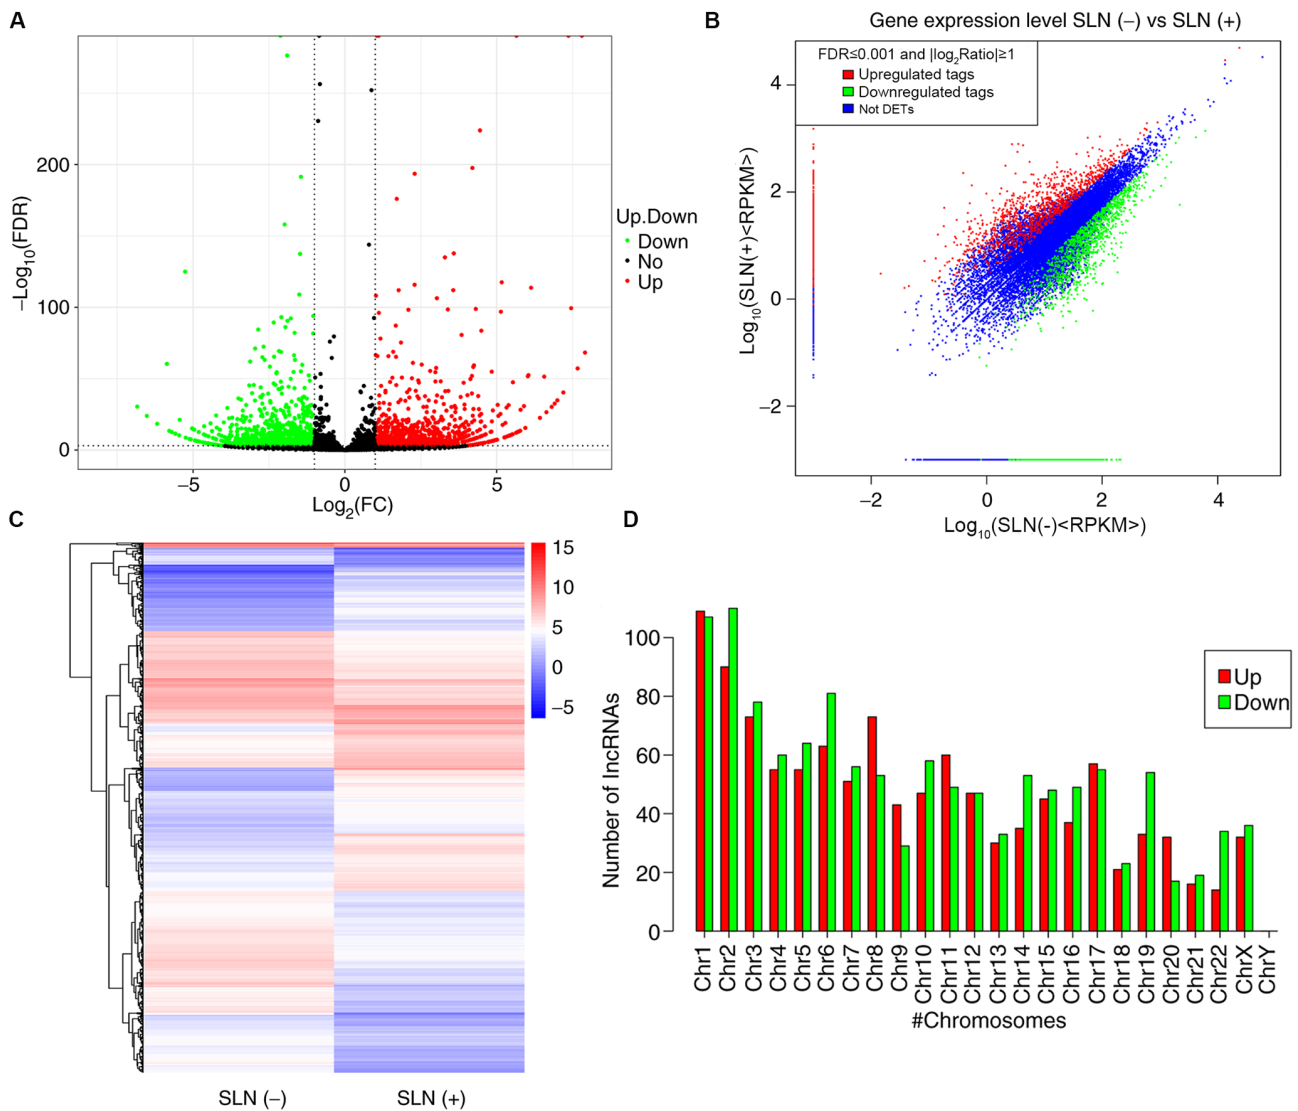 A
200
100
0
−5
0
5
−Log10(FDR)
Log2(FC)
Up.Down
Down
No
Up
B
Gene expression level SLN (−) vs SLN (+)
FDR≤0.001 and |log2Ratio|≥1
Upregulated tags
Downregulated tags
Not DETs
4
2
0
−2
−2
0
2
4
Log10(SLN(+)<RPKM>)
Log10(SLN(-)<RPKM>)
C
15
10
5
0
−5
SLN (−)
SLN (+)
D
100
80
60
40
20
0
Number of lncRNAs
Up
Down
Chr1
Chr2
Chr3
Chr4
Chr5
Chr6
Chr7
Chr8
Chr9
Chr10
Chr11
Chr12
Chr13
Chr14
Chr15
Chr16
Chr17
Chr18
Chr19
Chr20
Chr21
Chr22
ChrX
ChrY
#Chromosomes